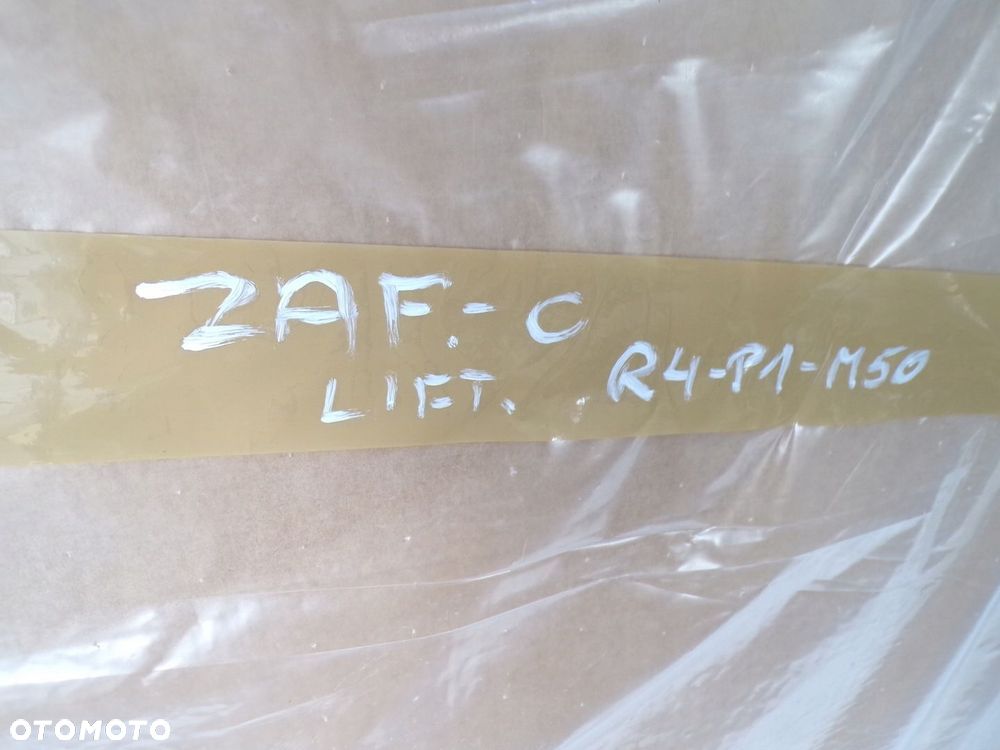 ZAF.-C
LIFT. R4-P1-M50
OTOMOTO